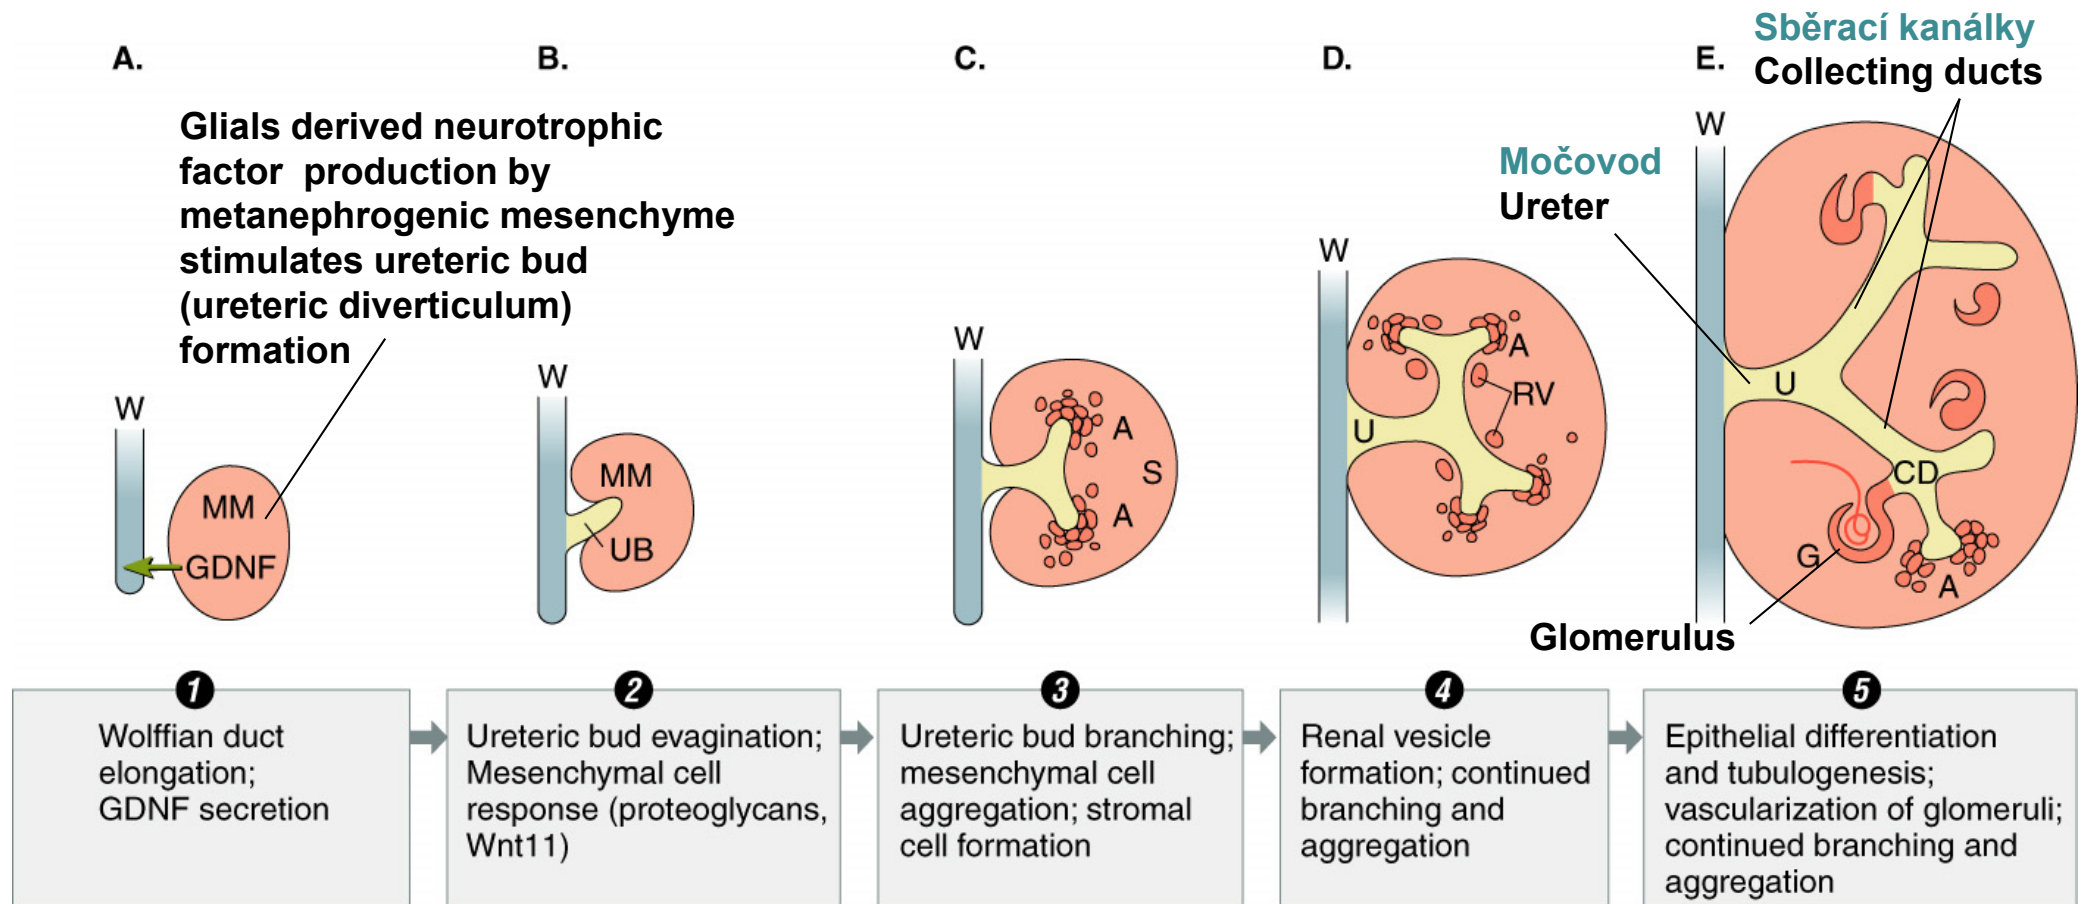 A.
B.
C.
D.
E.
Sběrací kanálky
Collecting ducts
Glials derived neurotrophic
factor production by
metanephrogenic mesenchyme
stimulates ureteric bud
(ureteric diverticulum)
formation
Močovod
Ureter
W
MM
GDNF
W
MM
UB
W
A
S
A
W
A
RV
U
W
U
CD
G
A
Glomerulus
1
Wolffian duct
elongation;
GDNF secretion
2
Ureteric bud evagination;
Mesenchymal cell
response (proteoglycans,
Wnt11)
3
Ureteric bud branching;
mesenchymal cell
aggregation; stromal
cell formation
4
Renal vesicle
formation; continued
branching and
aggregation
5
Epithelial differentiation
and tubulogenesis;
vascularization of glomeruli;
continued branching and
aggregation